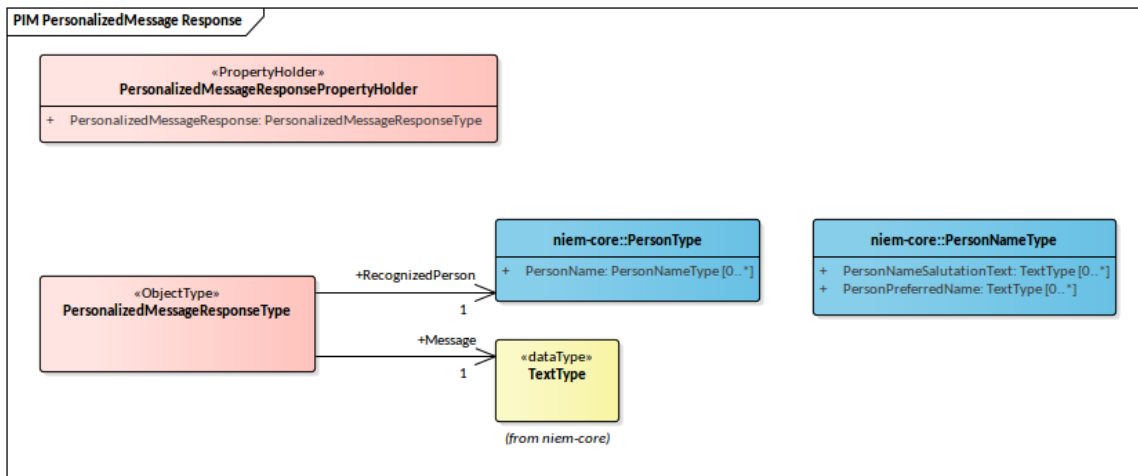 PIM PersonalizedMessage Response
«PropertyHolder»
PersonalizedMessageResponsePropertyHolder
+ PersonalizedMessageResponse: PersonalizedMessageResponseType
niem-core::PersonType
+ PersonName: PersonNameType [0..*]
niem-core::PersonNameType
+ PersonNameSalutationText: TextType [0..*]
+ PersonPreferredName: TextType [0..*]
+RecognizedPerson
1
«ObjectType»
PersonalizedMessageResponseType
+Message
1
«dataType»
TextType
(from niem-core)